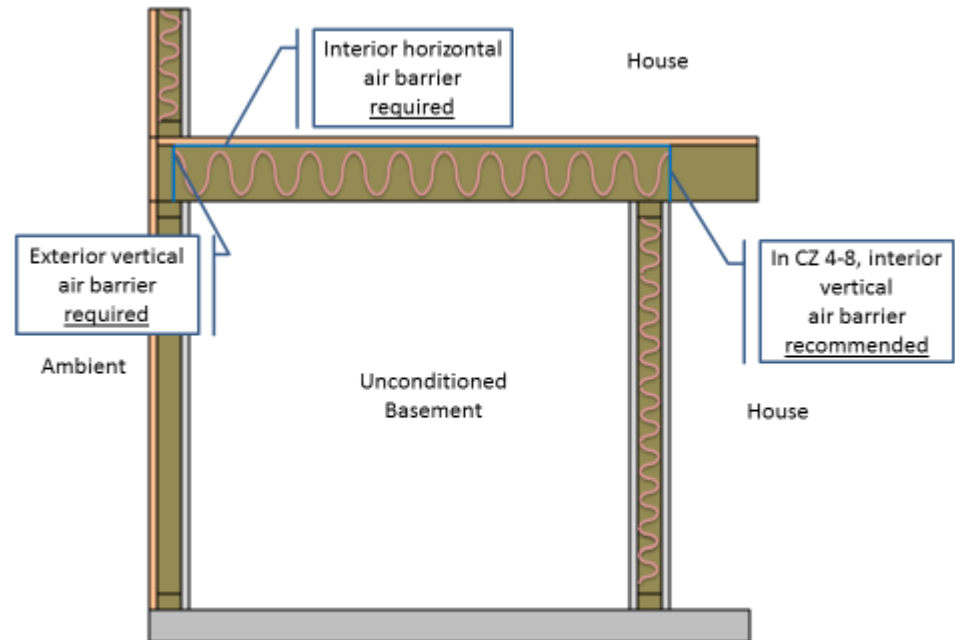 Interior horizontal
air barrier
required
House
Exterior vertical
air barrier
required
In CZ 4-8, interior
vertical
air barrier
recommended
Ambient
Unconditioned
Basement
House